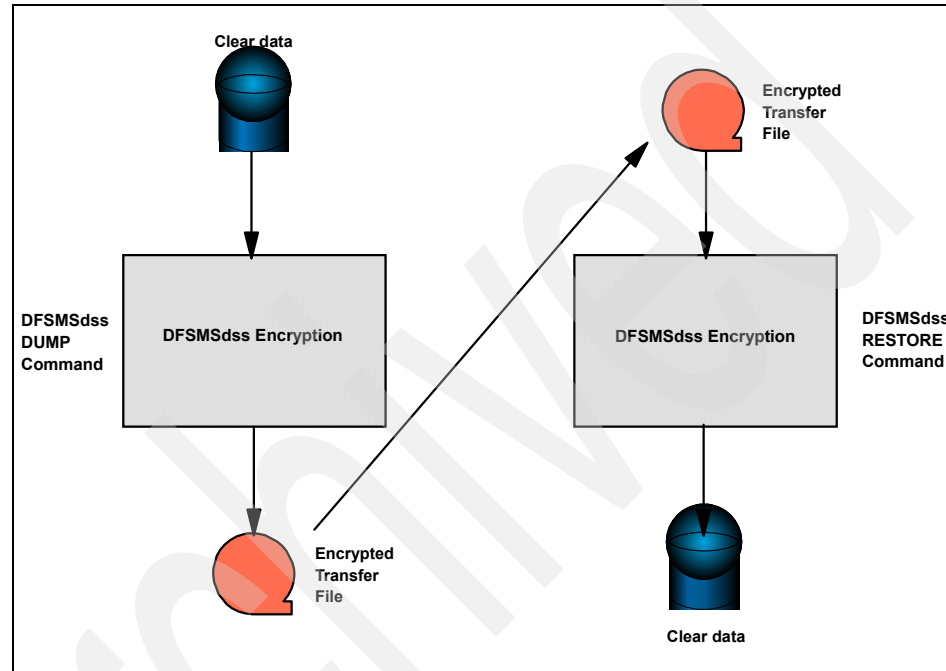 Clear data
DFSMSdss
DUMP
Command
DFSMSdss Encryption
Encrypted
Transfer
File
Encrypted
Transfer
File
DFSMSdss Encryption
DFSMSdss
RESTORE
Command
Clear data